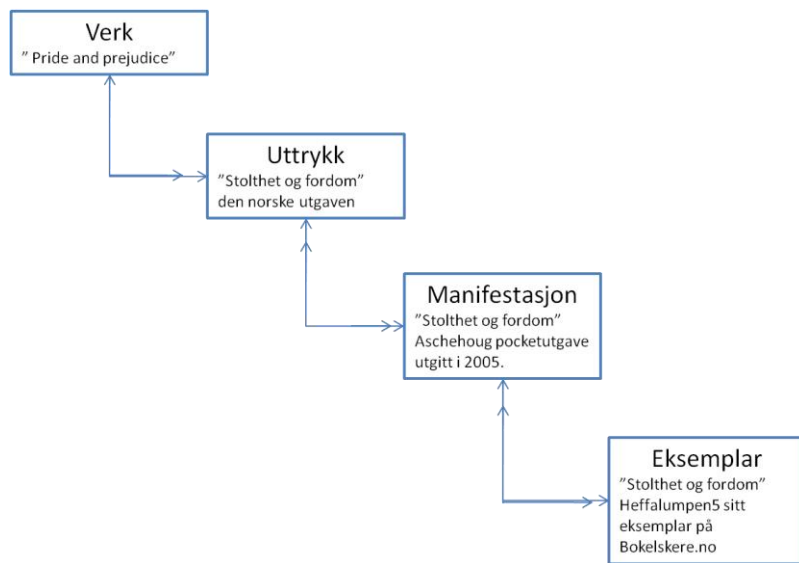 Verk
” Pride and prejudice”
Uttrykk
”Stolthet og fordom”
den norske utgaven
Manifestasjon
”Stolthet og fordom”
Aschehoug pocketutgave
utgitt i 2005.
Eksemplar
”Stolthet og fordom”
Heffalumpen5 sitt
eksemplar på
Bokelskere.no